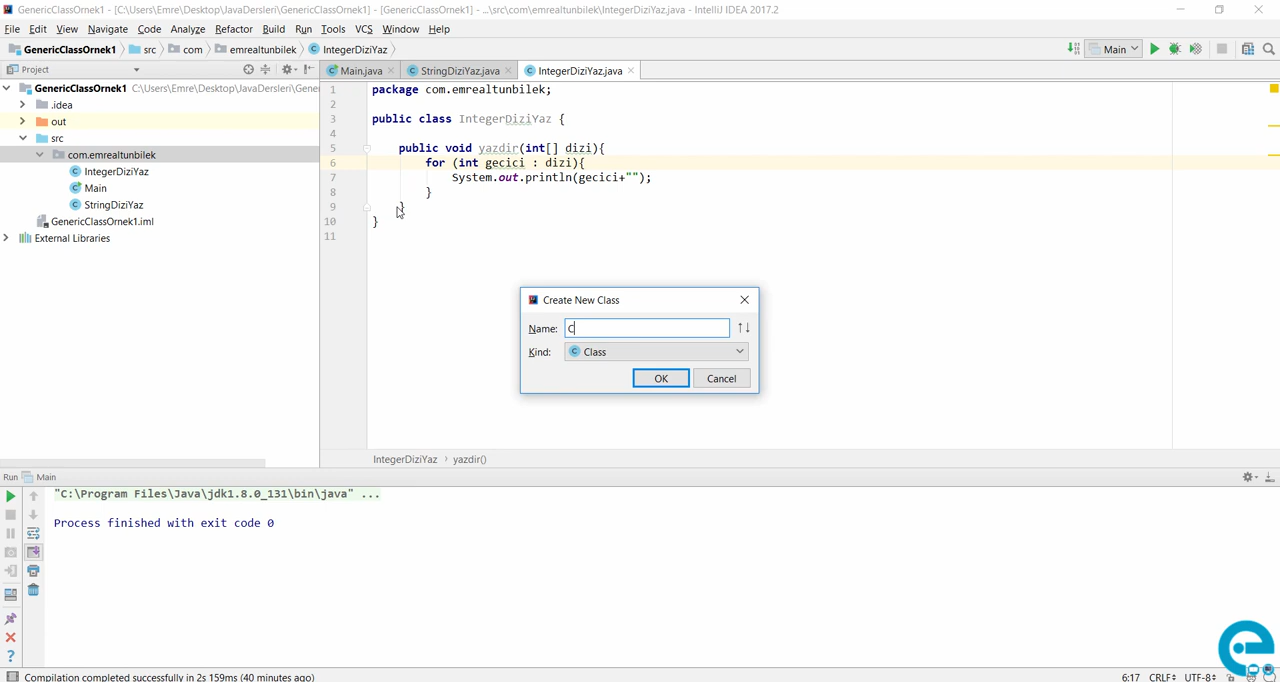 GenericClassOrnek1 - [C:\Users\Emre\Desktop\JavaDersleri\GenericClassOrnek1] - [GenericClassOrnek1] - ...\src\com\emrealtunbilek\IntegerDiziYaz.java - IntelliJ IDEA 2017.2
File Edit View Navigate Code Analyze Refactor Build Run Tools VCS Window Help
GenericClassOrnek1 src com emrealtunbilek IntegerDiziYaz Main
Project Main.java StringDiziYaz.java IntegerDiziYaz.java
GenericClassOrnek1 C:\Users\Emre\Desktop\JavaDersleri\Gener
.idea
out
src
com.emrealtunbilek
IntegerDiziYaz
Main
StringDiziYaz
GenericClassOrnek1.iml
External Libraries
1 package com.emrealtunbilek;
2
3 public class IntegerDiziYaz {
4
5 public void yazdir(int[] dizi){
6 for (int gecici : dizi){
7 System.out.println(gecici+"");
8 }
9 }
10 }
11
Create New Class
Name: C
Kind: Class
OK Cancel
IntegerDiziYaz yazdir()
Run Main
"C:\Program Files\Java\jdk1.8.0_131\bin\java" ...
Process finished with exit code 0
Compilation completed successfully in 2s 159ms (40 minutes ago) 6:17 CRLF UTF-8